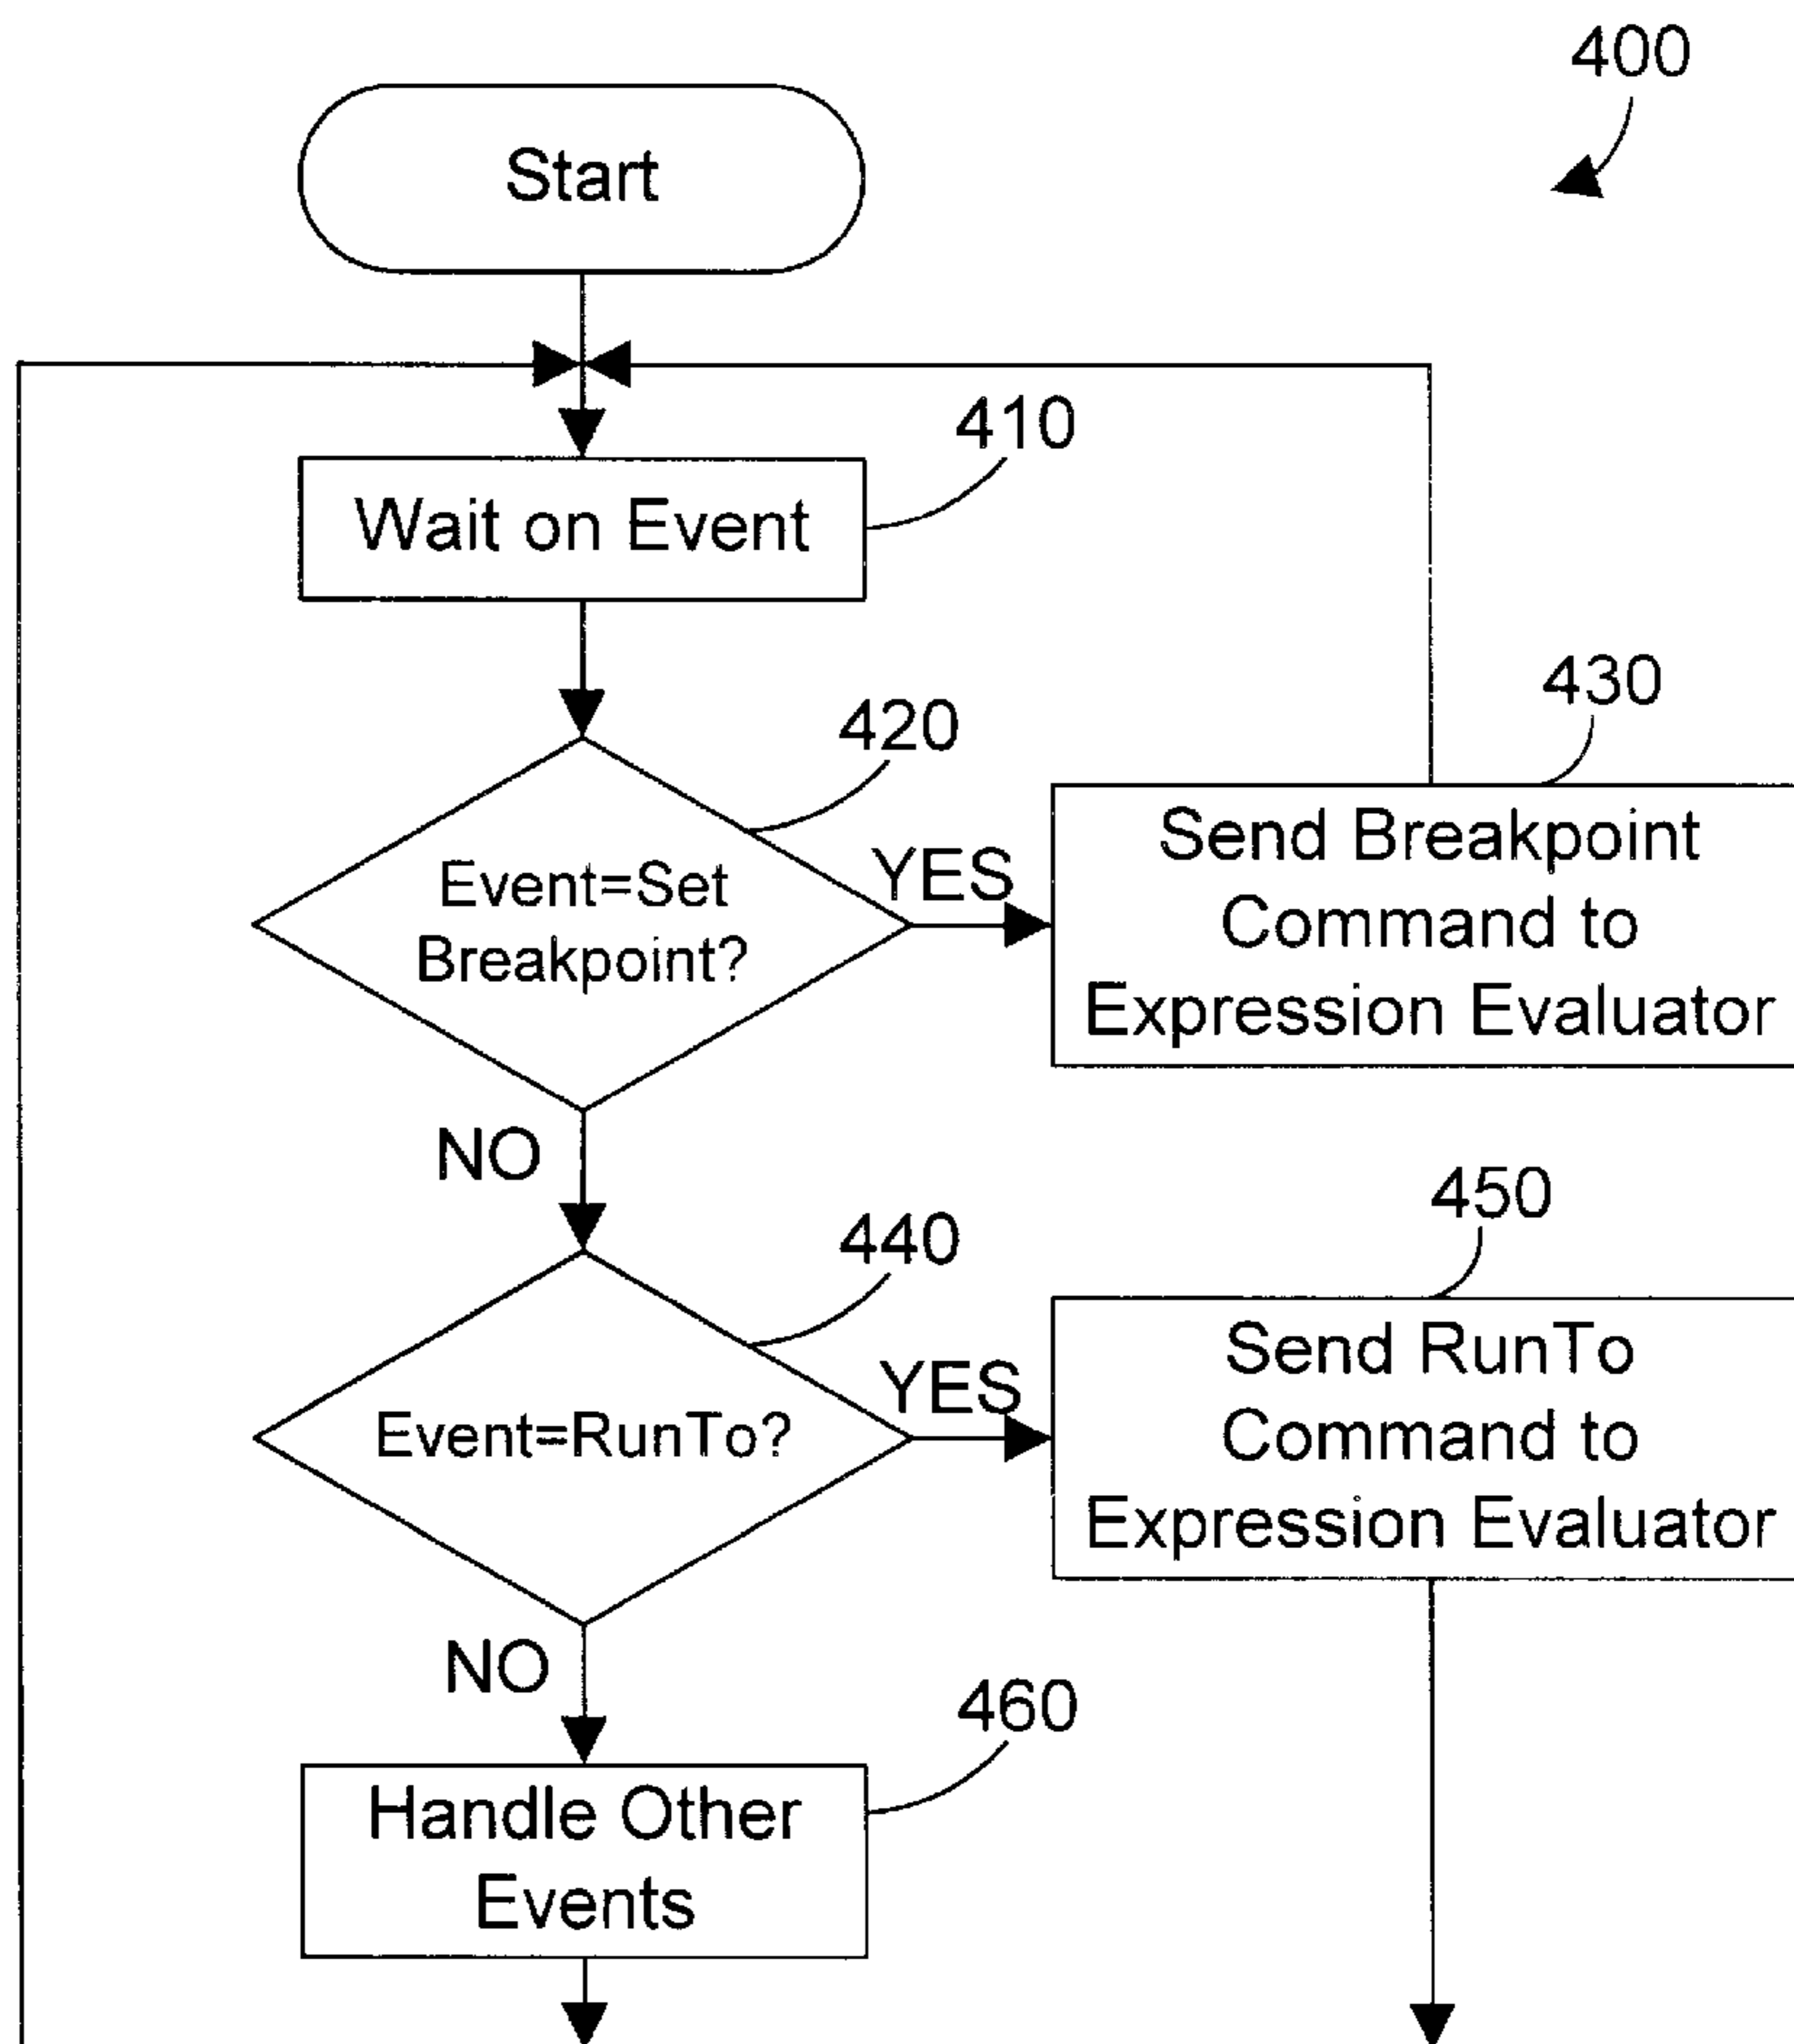 400
Start
410
Wait on Event
420
Event=Set
Breakpoint?
YES
430
Send Breakpoint
Command to
Expression Evaluator
NO
440
Event=RunTo?
YES
450
Send RunTo
Command to
Expression Evaluator
NO
460
Handle Other
Events